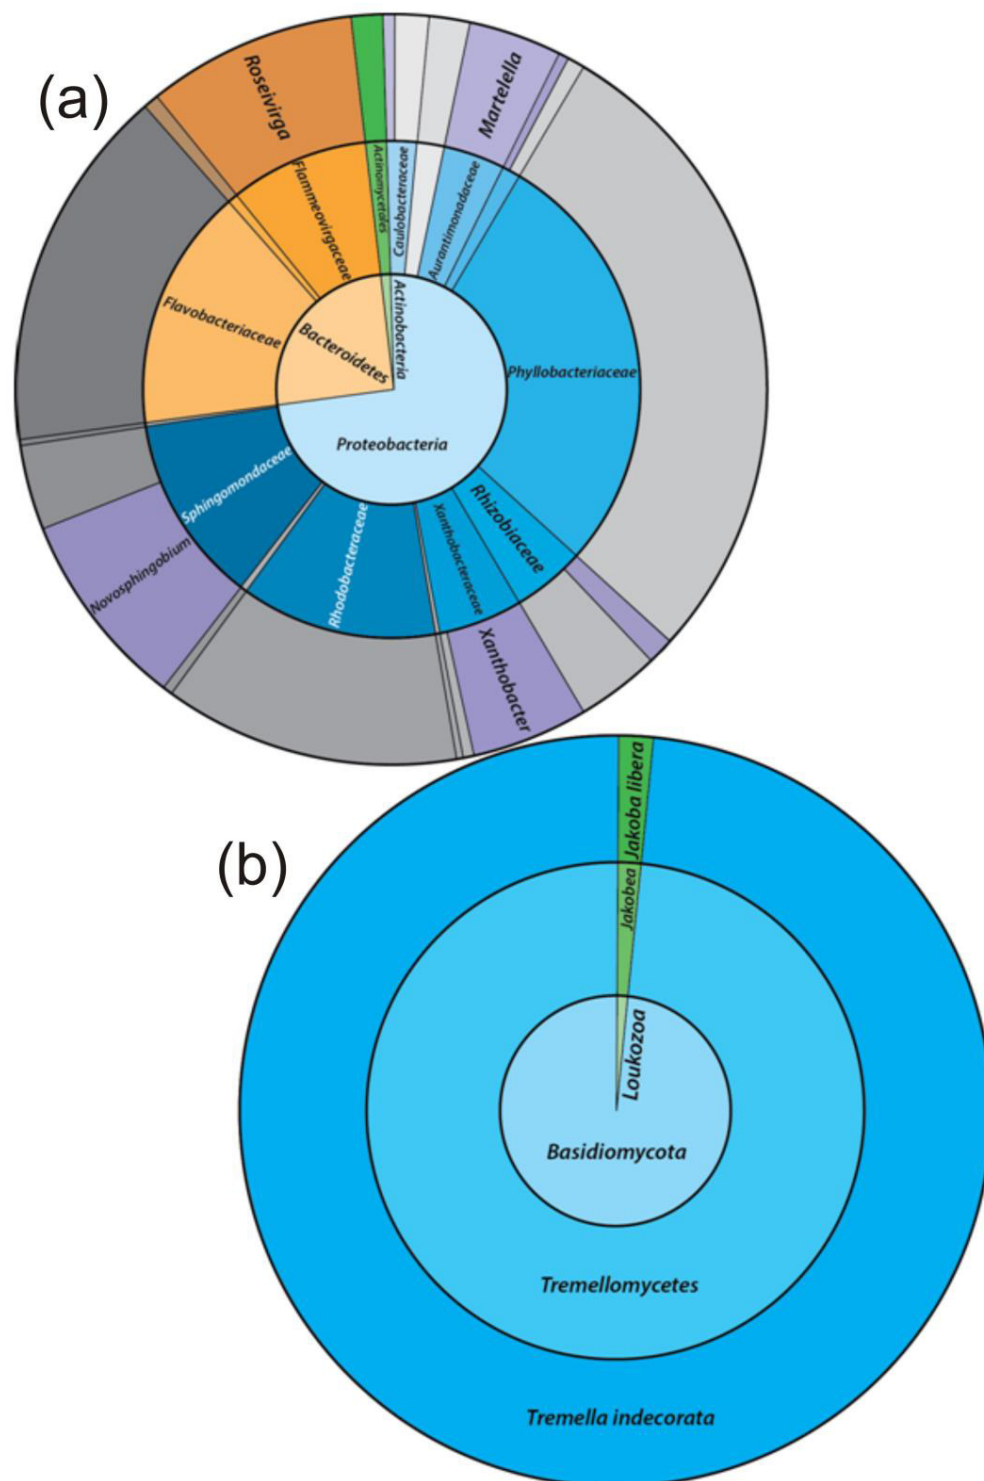 (a)
Roseivirga
Martelella
Flammeovirgaceae
Actinomycetales
Caulobacteraceae
Aurantimonadaceae
Flavobacteriaceae
Bacteroidetes
Actinobacteria
Phyllobacteriaceae
Proteobacteria
Sphingomondaceae
Novosphingobium
Rhodobacteraceae
Xanthobacteraceae
Rhizobiaceae
Xanthobacter
(b)
Jakoba libera
Jakobea
Loukozoa
Basidiomycota
Tremellomycetes
Tremella indecorata